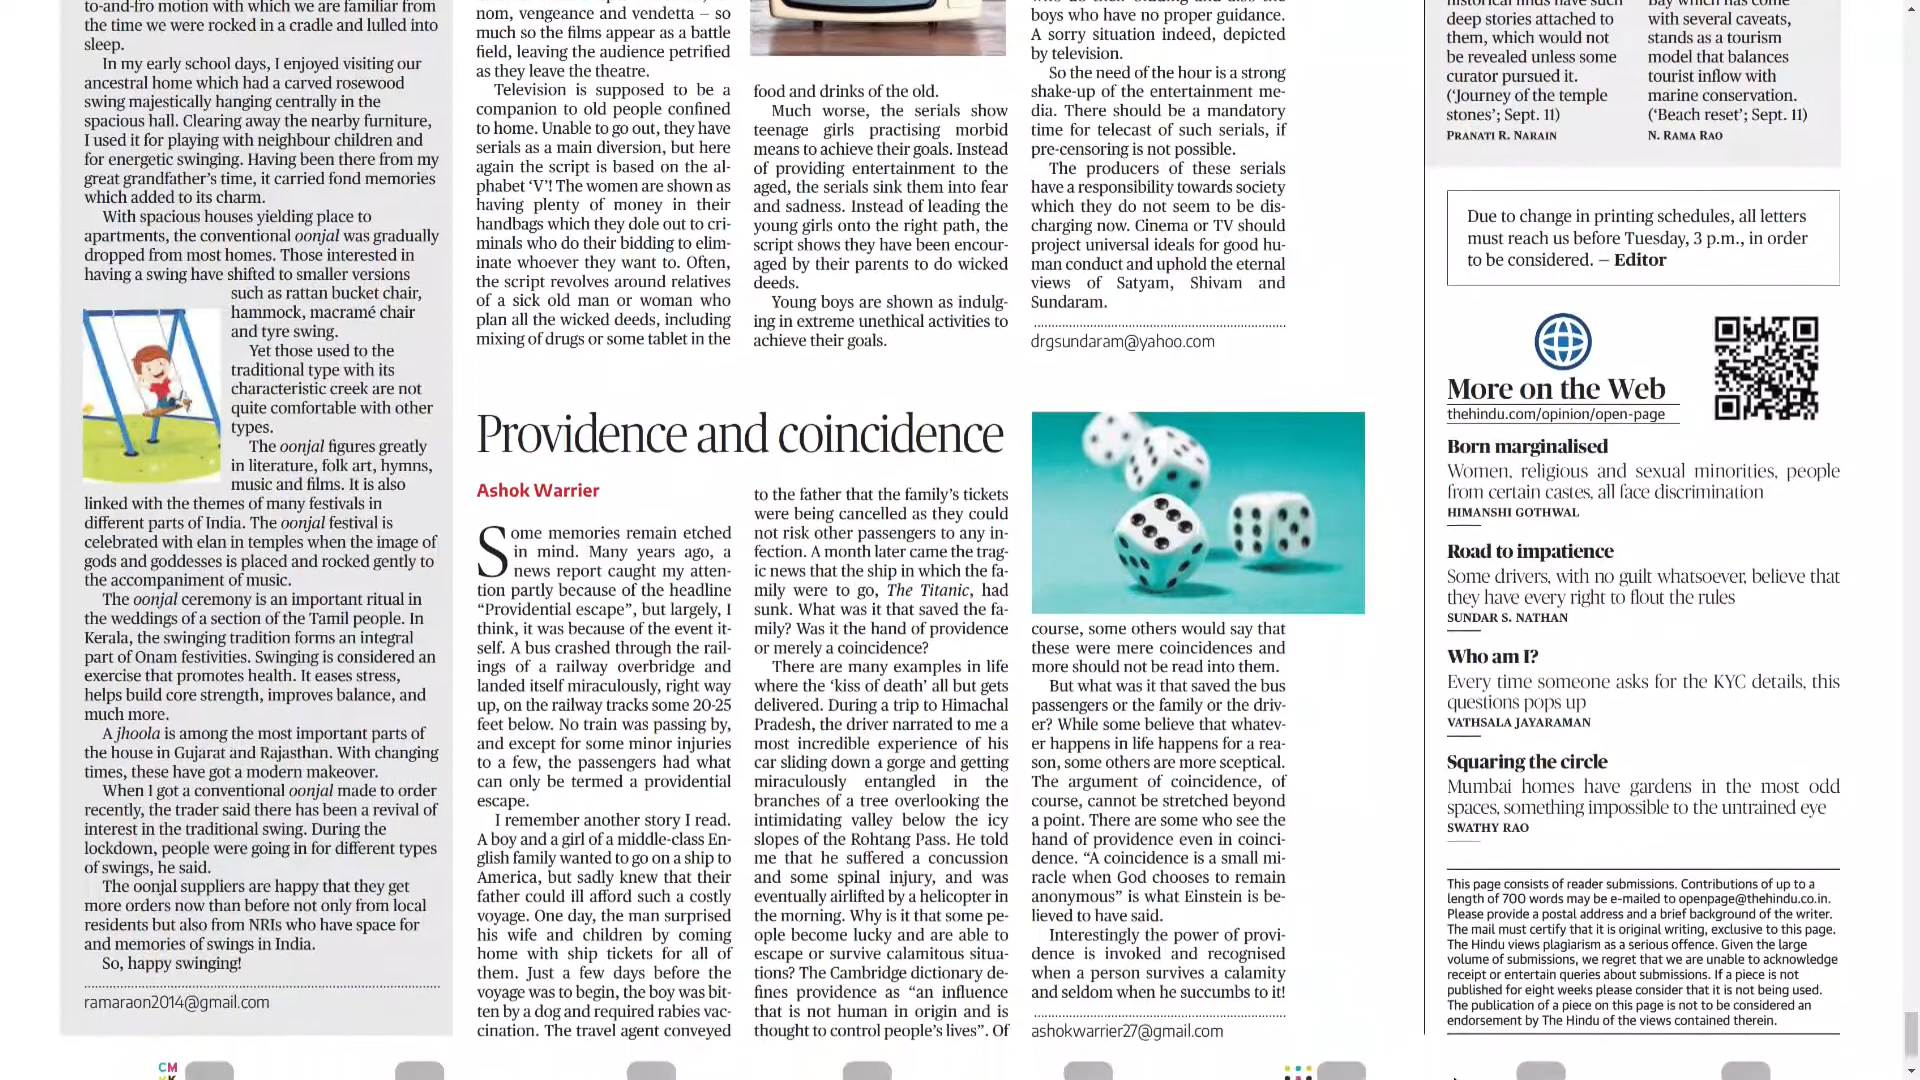 to-and-fro motion with which we are familiar from
the time we were rocked in a cradle and lulled into
sleep.
In my early school days, I enjoyed visiting our
ancestral home which had a carved rosewood
swing majestically hanging centrally in the
spacious hall. Clearing away the nearby furniture,
I used it for playing with neighbour children and
for energetic swinging. Having been there from my
great grandfather's time, it carried fond memories
which added to its charm.
With spacious houses yielding place to
apartments, the conventional oonjal was gradually
dropped from most homes. Those interested in
having a swing have shifted to smaller versions
such as rattan bucket chair,
hammock, macramé chair
and tyre swing.
Yet those used to the
traditional type with its
characteristic creek are not
quite comfortable with other
types.
The oonjal figures greatly
in literature, folk art, hymns,
music and films. It is also
linked with the themes of many festivals in
different parts of India. The oonjal festival is
celebrated with elan in temples when the image of
gods and goddesses is placed and rocked gently to
the accompaniment of music.
The oonjal ceremony is an important ritual in
the weddings of a section of the Tamil people. In
Kerala, the swinging tradition forms an integral
part of Onam festivities. Swinging is considered an
exercise that promotes health. It eases stress,
helps build core strength, improves balance, and
much more.
A jhoola is among the most important parts of
the house in Gujarat and Rajasthan. With changing
times, these have got a modern makeover.
When I got a conventional oonjal made to order
recently, the trader said there has been a revival of
interest in the traditional swing. During the
lockdown, people were going in for different types
of swings, he said.
The oonjal suppliers are happy that they get
more orders now than before not only from local
residents but also from NRIs who have space for
and memories of swings in India.
So, happy swinging!
ramaraon2014@gmail.com
nom, vengeance and vendetta – so
much so the films appear as a battle
field, leaving the audience petrified
as they leave the theatre.
Television is supposed to be a
companion to old people confined
to home. Unable to go out, they have
serials as a main diversion, but here
again the script is based on the al-
phabet 'V'! The women are shown as
having plenty of money in their
handbags which they dole out to cri-
minals who do their bidding to elim-
inate whoever they want to. Often,
the script revolves around relatives
of a sick old man or woman who
plan all the wicked deeds, including
mixing of drugs or some tablet in the
food and drinks of the old.
Much worse, the serials show
teenage girls practising morbid
means to achieve their goals. Instead
of providing entertainment to the
aged, the serials sink them into fear
and sadness. Instead of leading the
young girls onto the right path, the
script shows they have been encour-
aged by their parents to do wicked
deeds.
Young boys are shown as indulg-
ing in extreme unethical activities to
achieve their goals.
boys who have no proper guidance.
A sorry situation indeed, depicted
by television.
So the need of the hour is a strong
shake-up of the entertainment me-
dia. There should be a mandatory
time for telecast of such serials, if
pre-censoring is not possible.
The producers of these serials
have a responsibility towards society
which they do not seem to be dis-
charging now. Cinema or TV should
project universal ideals for good hu-
man conduct and uphold the eternal
views of Satyam, Shivam and
Sundaram.
drgsundaram@yahoo.com
Providence and coincidence
Ashok Warrier
Some memories remain etched
in mind. Many years ago, a
news report caught my atten-
tion partly because of the headline
"Providential escape", but largely, I
think, it was because of the event it-
self. A bus crashed through the rail-
ings of a railway overbridge and
landed itself miraculously, right way
up, on the railway tracks some 20-25
feet below. No train was passing by,
and except for some minor injuries
to a few, the passengers had what
can only be termed a providential
escape.
I remember another story I read.
A boy and a girl of a middle-class En-
glish family wanted to go on a ship to
America, but sadly knew that their
father could ill afford such a costly
voyage. One day, the man surprised
his wife and children by coming
home with ship tickets for all of
them. Just a few days before the
voyage was to begin, the boy was bit-
ten by a dog and required rabies vac-
cination. The travel agent conveyed
to the father that the family's tickets
were being cancelled as they could
not risk other passengers to any in-
fection. A month later came the trag-
ic news that the ship in which the fa-
mily were to go, The Titanic, had
sunk. What was it that saved the fa-
mily? Was it the hand of providence
or merely a coincidence?
There are many examples in life
where the 'kiss of death' all but gets
delivered. During a trip to Himachal
Pradesh, the driver narrated to me a
most incredible experience of his
car sliding down a gorge and getting
miraculously entangled in the
branches of a tree overlooking the
intimidating valley below the icy
slopes of the Rohtang Pass. He told
me that he suffered a concussion
and some spinal injury, and was
eventually airlifted by a helicopter in
the morning. Why is it that some pe-
ople become lucky and are able to
escape or survive calamitous situa-
tions? The Cambridge dictionary de-
fines providence as "an influence
that is not human in origin and is
thought to control people's lives". Of
course, some others would say that
these were mere coincidences and
more should not be read into them.
But what was it that saved the bus
passengers or the family or the driv-
er? While some believe that whatev-
er happens in life happens for a rea-
son, some others are more sceptical.
The argument of coincidence, of
course, cannot be stretched beyond
a point. There are some who see the
hand of providence even in coinci-
dence. "A coincidence is a small mi-
racle when God chooses to remain
anonymous" is what Einstein is be-
lieved to have said.
Interestingly the power of provi-
dence is invoked and recognised
when a person survives a calamity
and seldom when he succumbs to it!
ashokwarrier27@gmail.com
deep stories attached to
them, which would not
be revealed unless some
curator pursued it.
('Journey of the temple
stones'; Sept. 11)
PRANATI R. NARAIN
with several caveats,
stands as a tourism
model that balances
tourist inflow with
marine conservation.
('Beach reset'; Sept. 11)
N. RAMA RAO
Due to change in printing schedules, all letters
must reach us before Tuesday, 3 p.m., in order
to be considered. – Editor
More on the Web
thehindu.com/opinion/open-page
Born marginalised
Women, religious and sexual minorities, people
from certain castes, all face discrimination
HIMANSHI GOTHWAL
Road to impatience
Some drivers, with no guilt whatsoever, believe that
they have every right to flout the rules
SUNDAR S. NATHAN
Who am I?
Every time someone asks for the KYC details, this
questions pops up
VATHSALA JAYARAMAN
Squaring the circle
Mumbai homes have gardens in the most odd
spaces, something impossible to the untrained eye
SWATHY RAO
This page consists of reader submissions. Contributions of up to a
length of 700 words may be e-mailed to openpage@thehindu.co.in.
Please provide a postal address and a brief background of the writer.
The mail must certify that it is original writing, exclusive to this page.
The Hindu views plagiarism as a serious offence. Given the large
volume of submissions, we regret that we are unable to acknowledge
receipt or entertain queries about submissions. If a piece is not
published for eight weeks please consider that it is not being used.
The publication of a piece on this page is not to be considered an
endorsement by The Hindu of the views contained therein.
CM